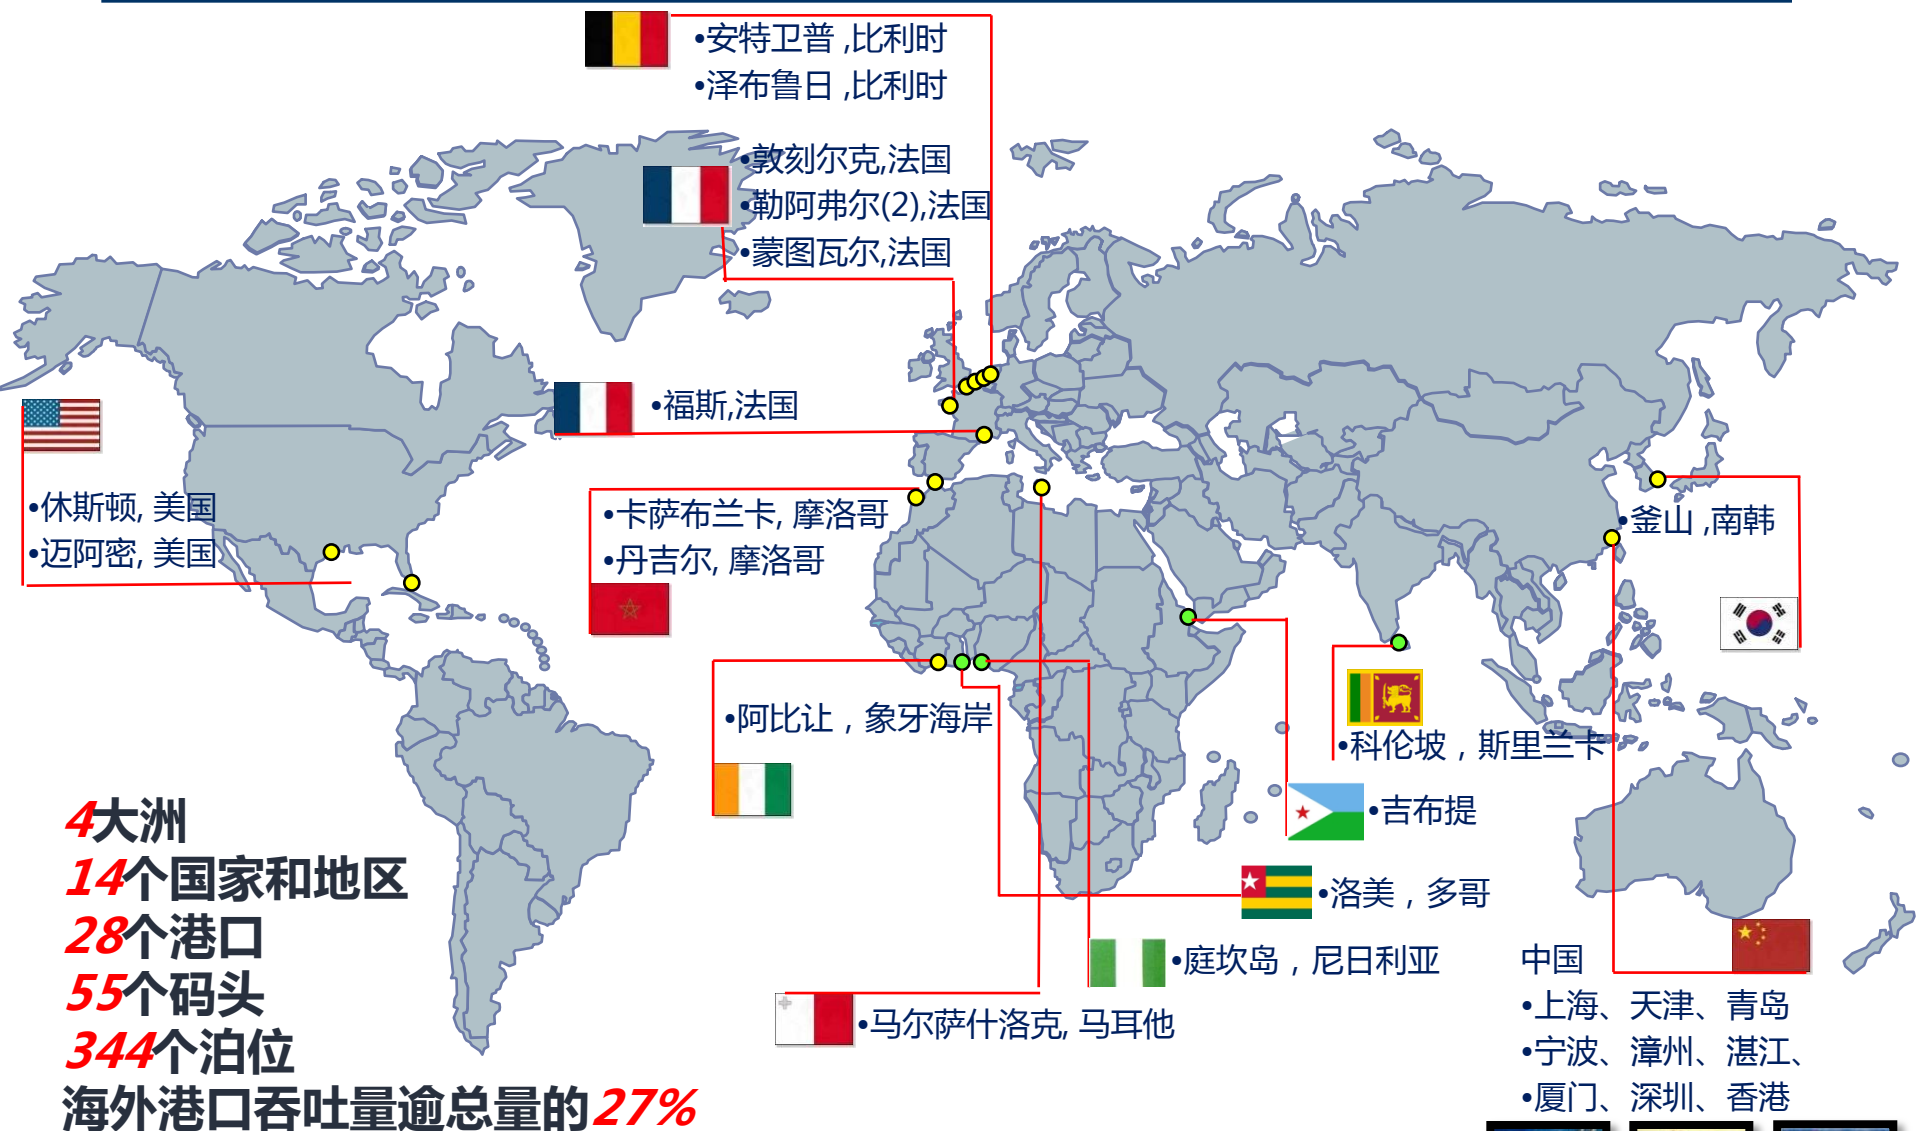 •安特卫普 ,比利时
•泽布鲁日 ,比利时
•敦刻尔克,法国
•勒阿弗尔(2),法国
•蒙图瓦尔,法国
•福斯,法国
•休斯顿, 美国
•迈阿密, 美国
•卡萨布兰卡, 摩洛哥
•丹吉尔, 摩洛哥
•釜山 ,南韩
•阿比让，象牙海岸
•科伦坡，斯里兰卡
•吉布提
•洛美，多哥
•庭坎岛，尼日利亚
•马尔萨什洛克, 马耳他
4大洲
14个国家和地区
28个港口
55个码头
344个泊位
海外港口吞吐量逾总量的27%
中国
•上海、天津、青岛
•宁波、漳州、湛江、
•厦门、深圳、香港